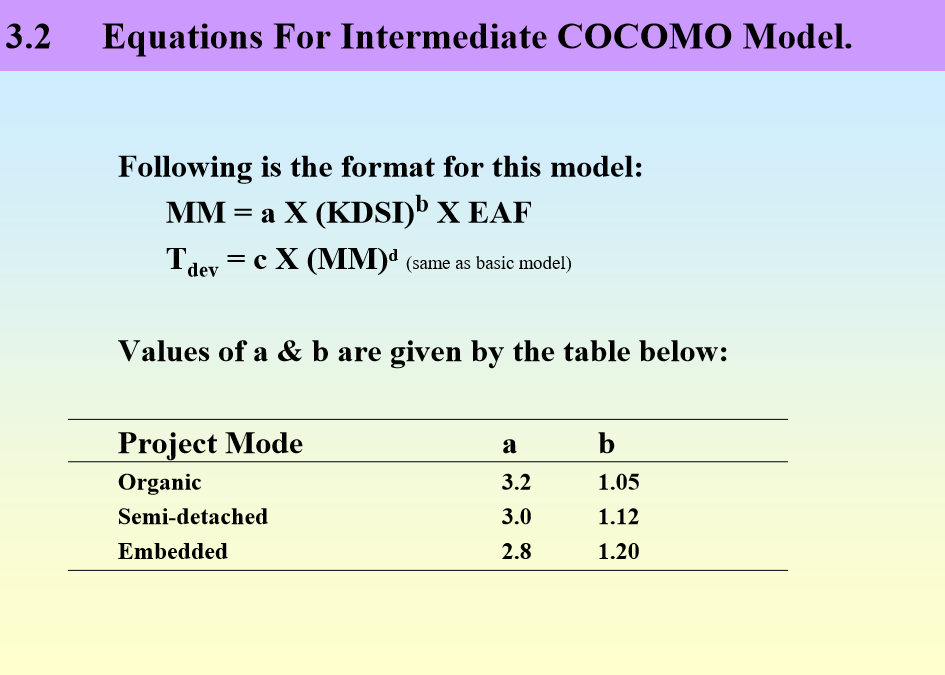 3.2 Equations For Intermediate COCOMO Model.
Following is the format for this model:
MM = a X (KDSI)ᵇ X EAF
T_dev = c X (MM)ᵈ (same as basic model)
Values of a & b are given by the table below:
Project Mode a b
Organic 3.2 1.05
Semi-detached 3.0 1.12
Embedded 2.8 1.20